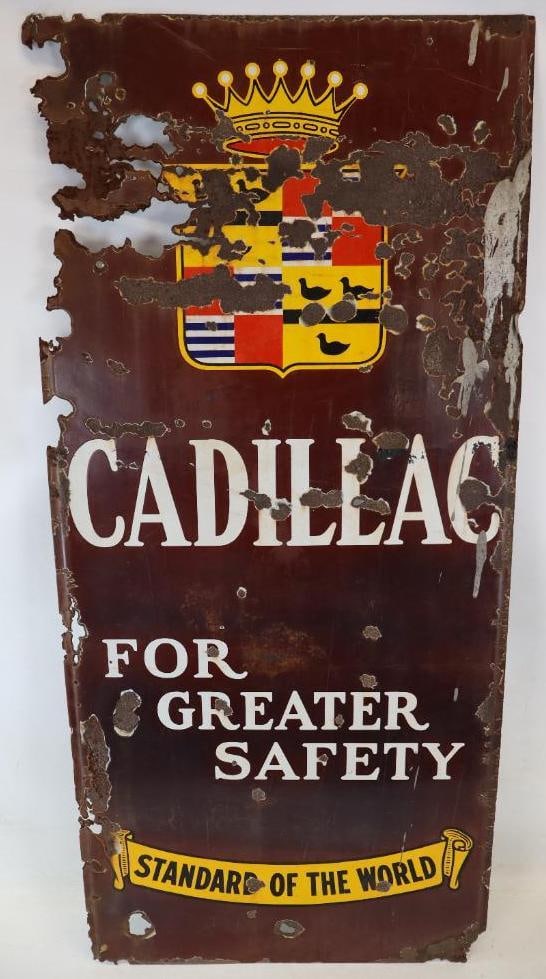 CADILLAC
FOR
GREATER
SAFETY
STANDARD OF THE WORLD